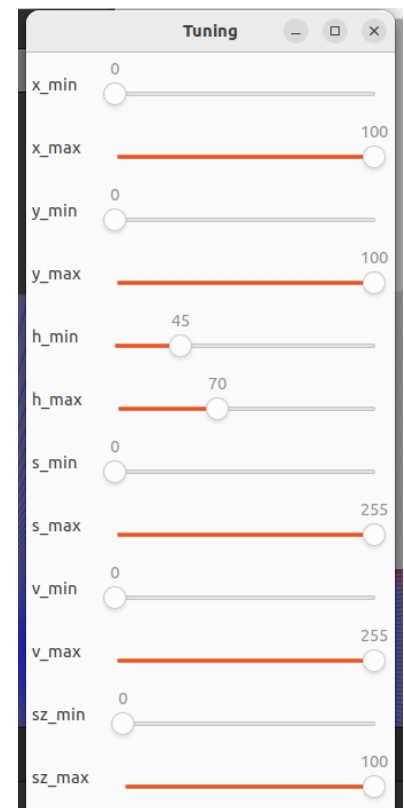 Tuning
0
x_min
100
x_max
0
y_min
100
y_max
45
h_min
70
h_max
0
s_min
255
s_max
0
v_min
255
v_max
0
sz_min
100
sz_max